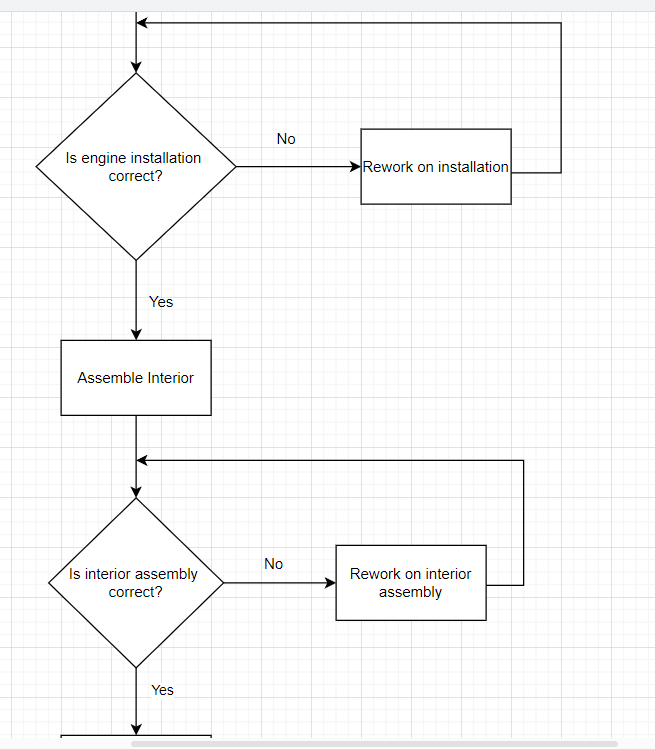 No
Is engine installation
correct?
Rework on installation
Yes
Assemble Interior
No
Is interior assembly
correct?
Rework on interior
assembly
Yes